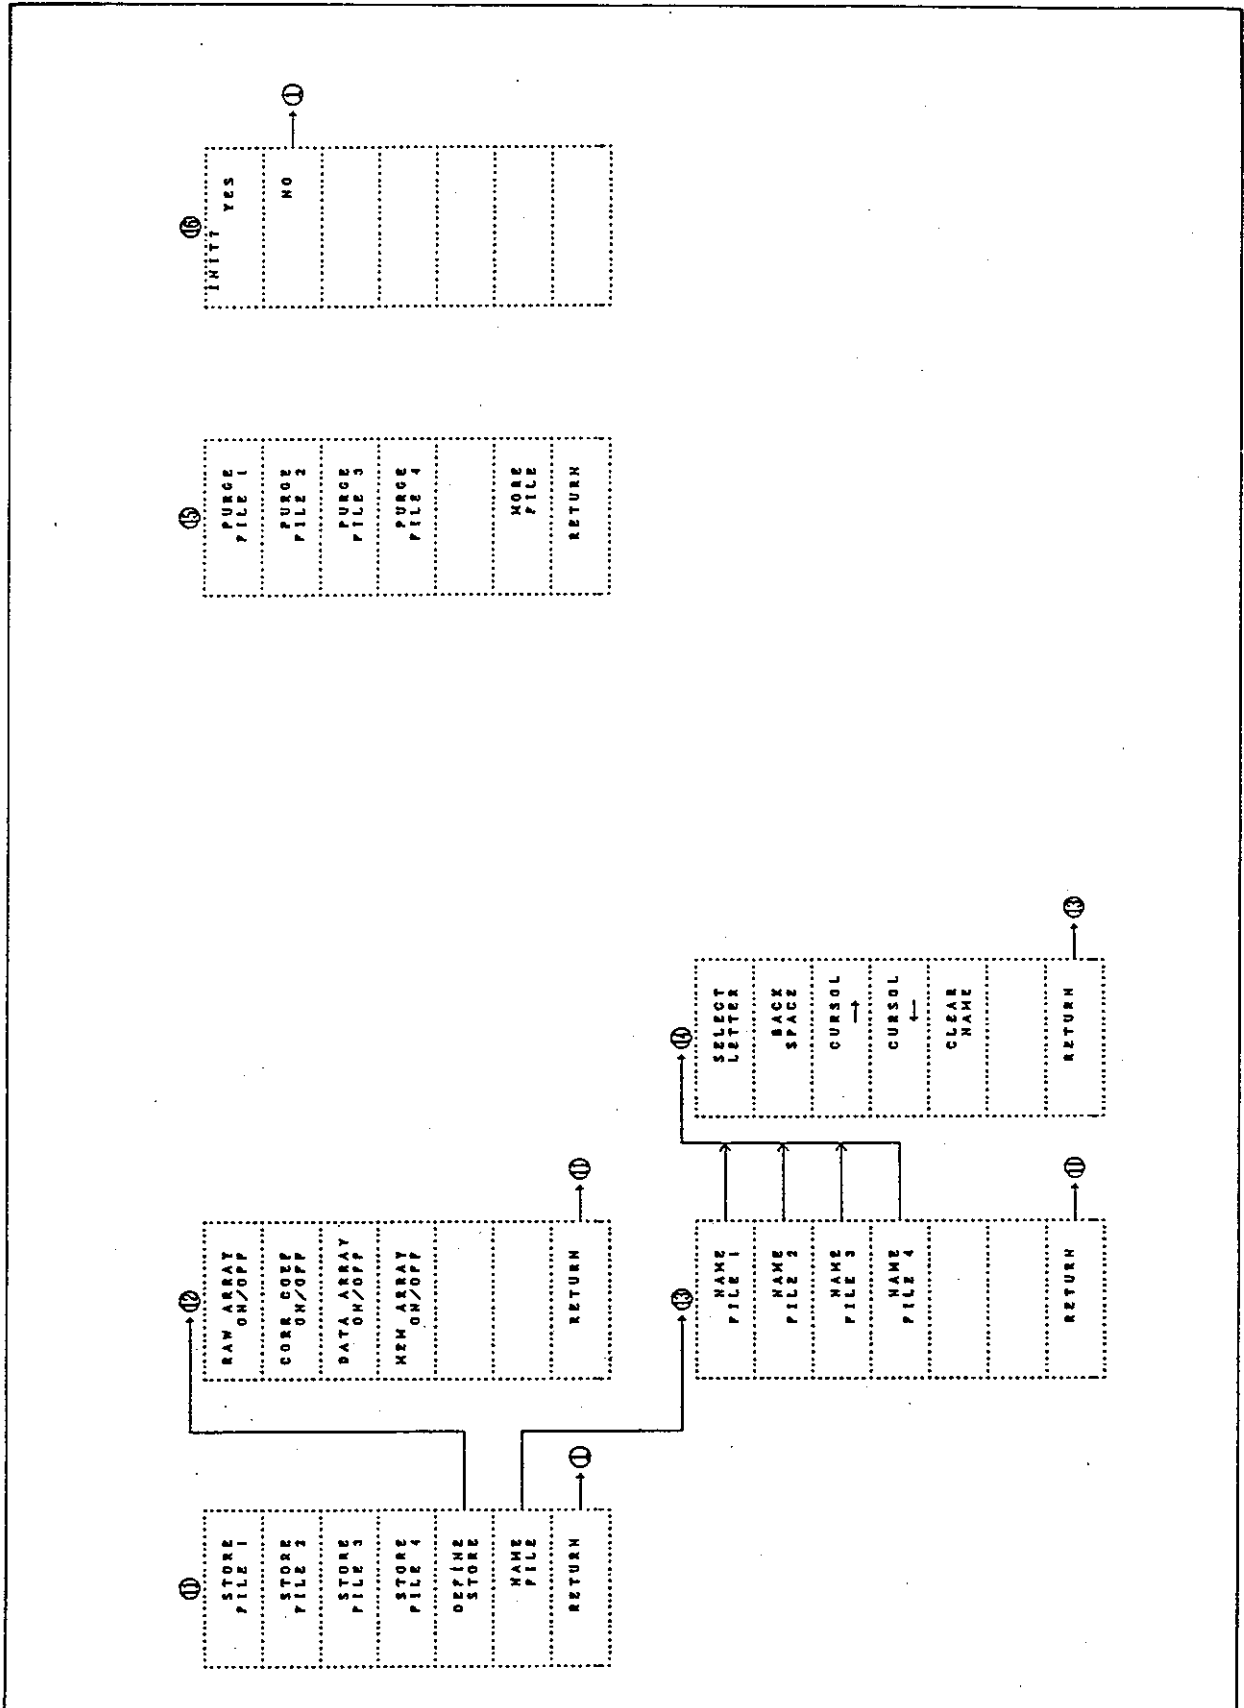 ⑪
STORE
FILE 1
STORE
FILE 2
STORE
FILE 3
STORE
FILE 4
DEFINE
STORE
NAME
FILE
RETURN
①
⑫
RAW ARRAY
ON/OFF
CORR COEF
ON/OFF
DATA ARRAY
ON/OFF
MEM ARRAY
ON/OFF
RETURN
⑪
⑮
PURGE
FILE 1
PURGE
FILE 2
PURGE
FILE 3
PURGE
FILE 4
MORE
FILE
RETURN
⑯
INIT?
YES
NO
①
⑬
NAME
FILE 1
NAME
FILE 2
NAME
FILE 3
NAME
FILE 4
RETURN
⑪
⑭
SELECT
LETTER
BACK
SPACE
CURSOL
→
CURSOL
←
CLEAR
NAME
RETURN
⑬